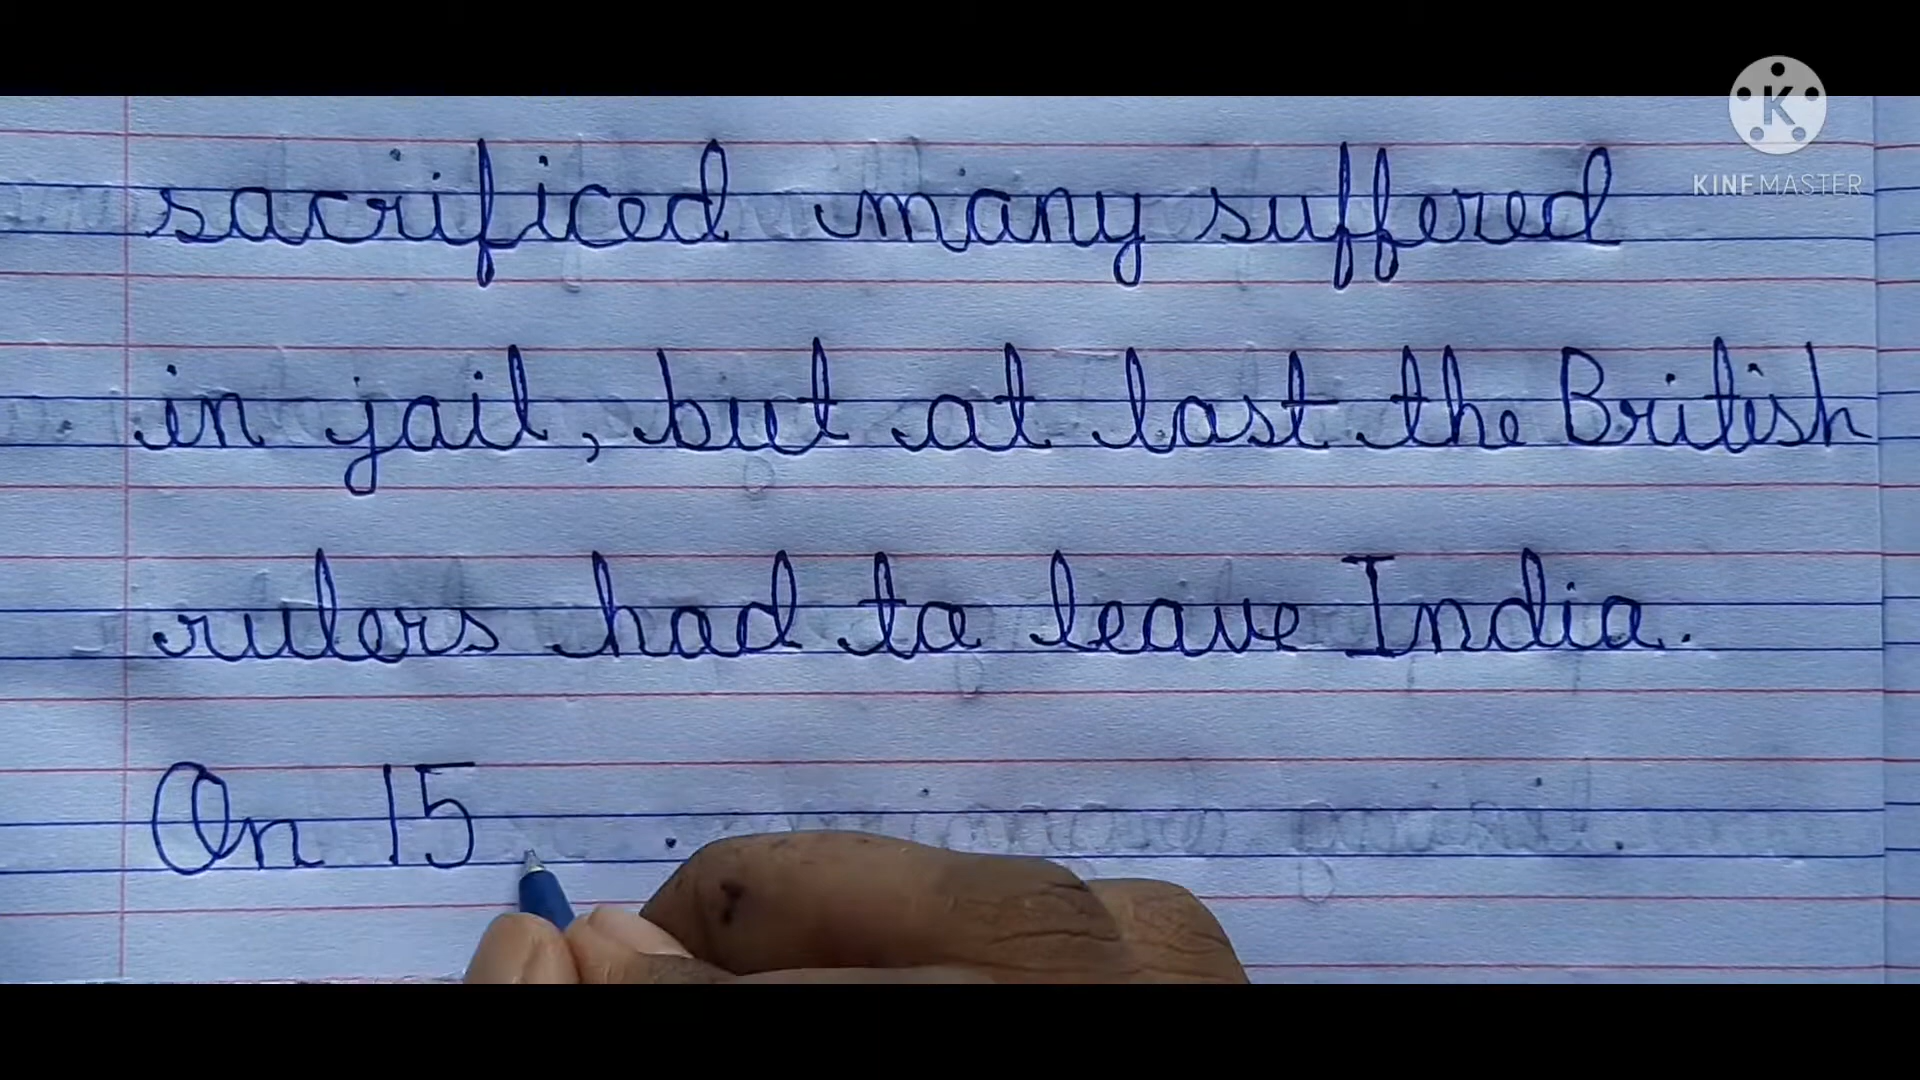 KINEMASTER
sacrificed many suffered
in jail, but at last the British
rulers had to leave India.
On 15